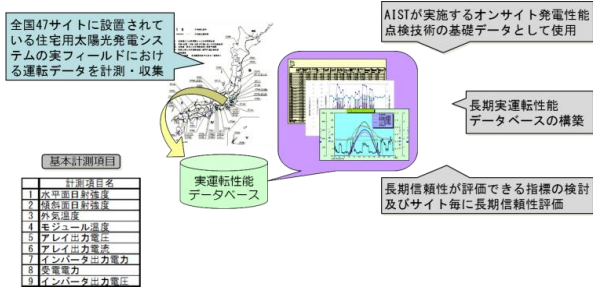 全国47サイトに設置されて
いる住宅用太陽光発電シス
テムの実フィールドにおけ
る運転データを計測・収集
AISTが実施するオンサイト発電性能
点検技術の基礎データとして使用
長期実運転性能
データベースの構築
長期信頼性が評価できる指標の検討
及びサイト毎に長期信頼性評価
実運転性能
データベース
基本計測項目
計測項目名
1 水平面日射強度
2 傾斜面日射強度
3 外気温度
4 モジュール温度
5 アレイ出力電圧
6 アレイ出力電流
7 インバータ出力電力
8 受電電力
9 インバータ出力電圧